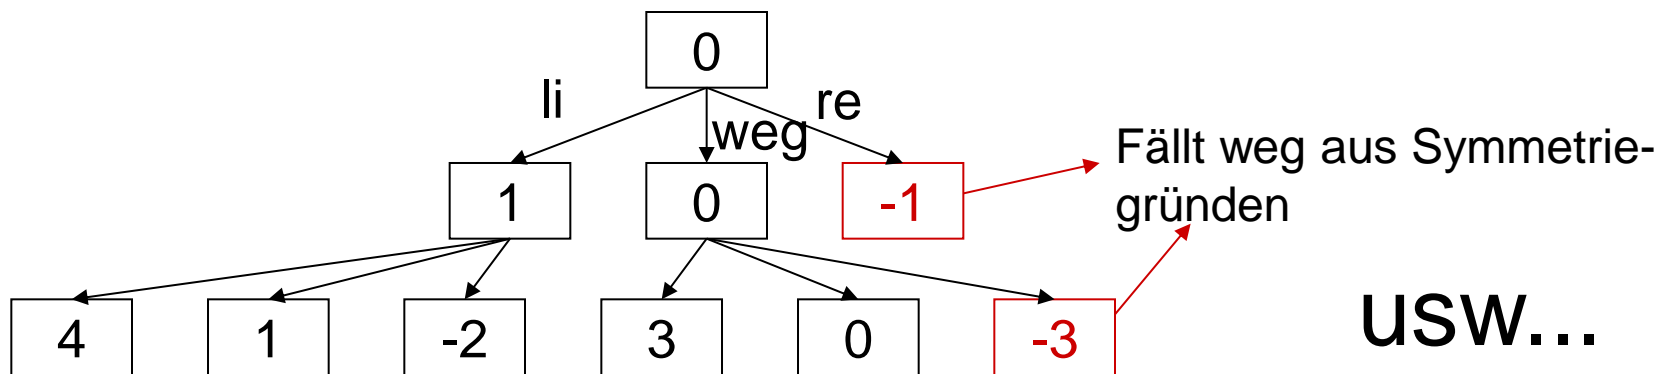 0
li
weg
re
1
0
-1
Fällt weg aus Symmetrie-
gründen
4
1
-2
3
0
-3
usw...